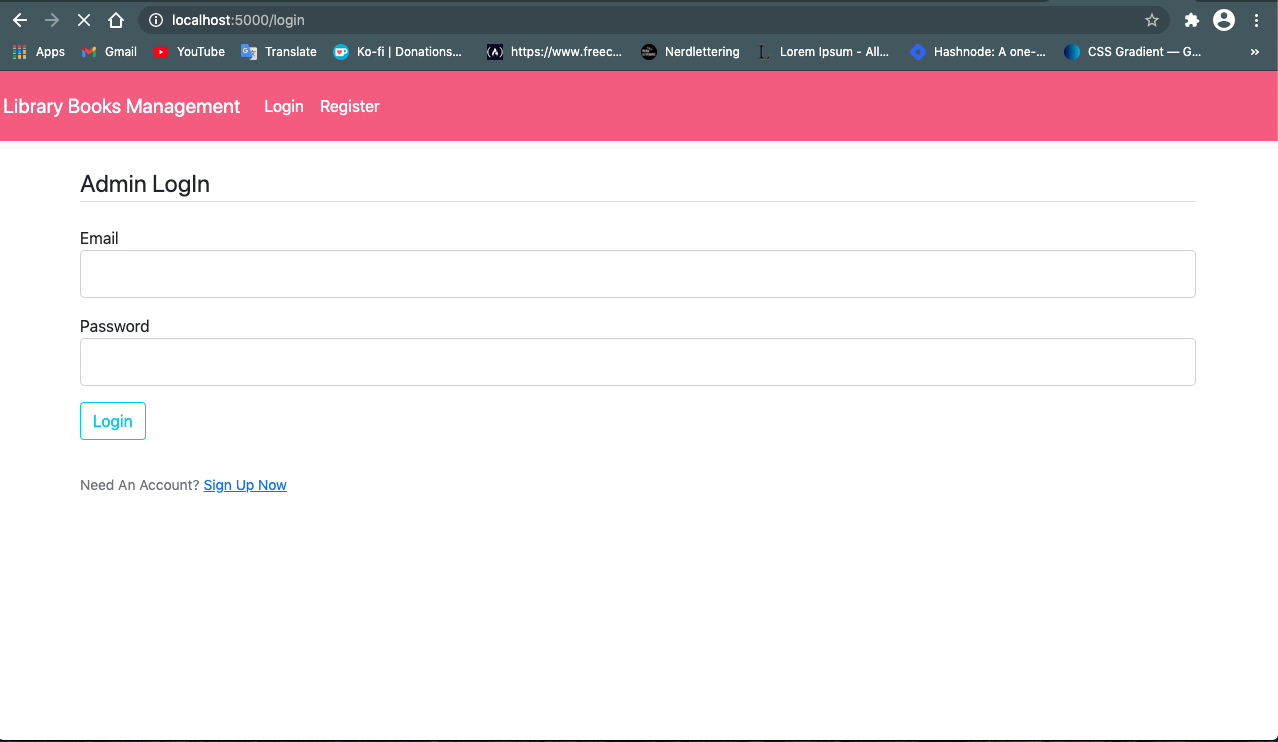 localhost:5000/login
Apps Gmail YouTube Translate Ko-fi | Donations... https://www.freec... Nerdlettering Lorem Ipsum - All... Hashnode: A one-... CSS Gradient — G... »
Library Books Management Login Register
Admin LogIn
Email
Password
Login
Need An Account? Sign Up Now